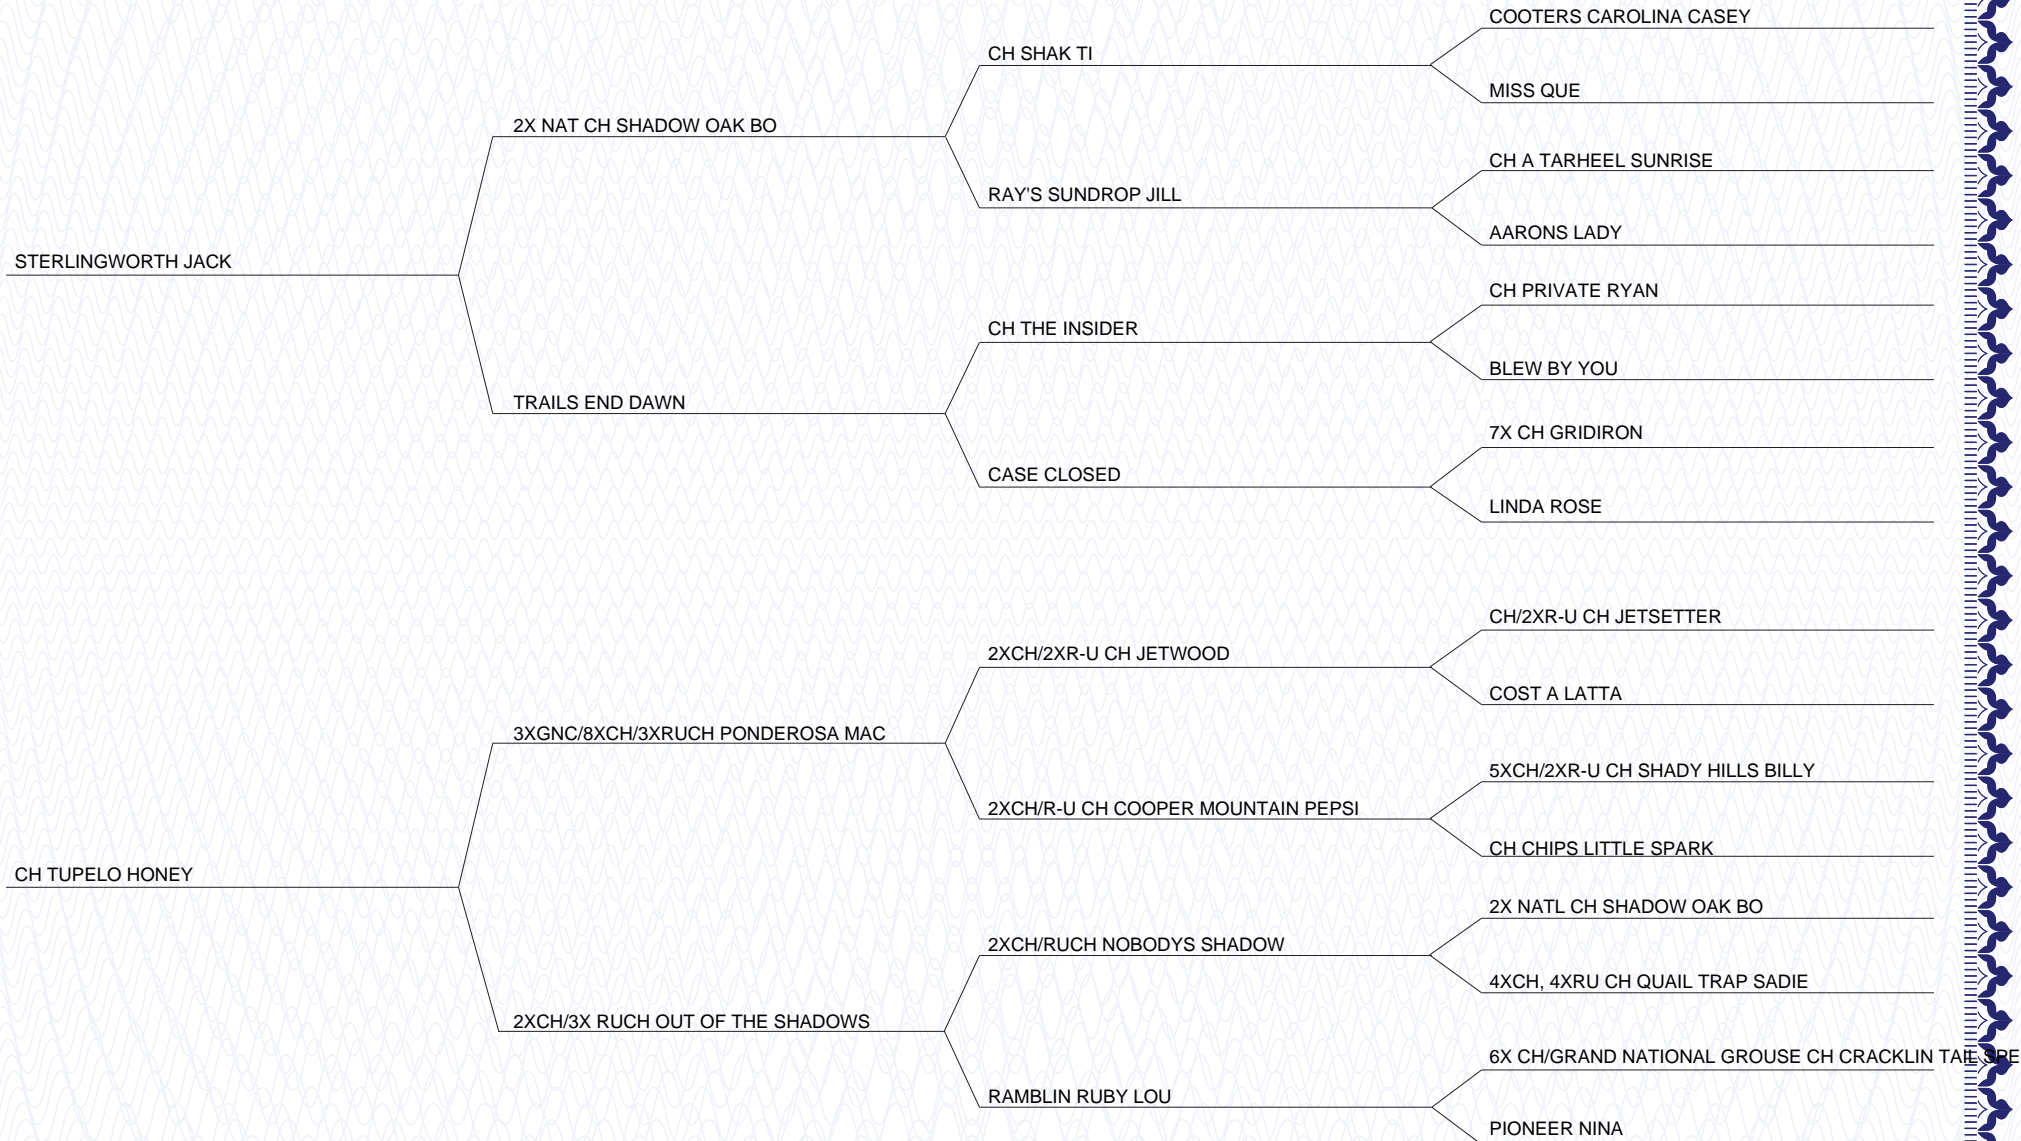 COOTERS CAROLINA CASEY
CH SHAK TI
MISS QUE
2X NAT CH SHADOW OAK BO
CH A TARHEEL SUNRISE
RAY'S SUNDROP JILL
AARONS LADY
STERLINGWORTH JACK
CH PRIVATE RYAN
CH THE INSIDER
BLEW BY YOU
TRAILS END DAWN
7X CH GRIDIRON
CASE CLOSED
LINDA ROSE
CH/2XR-U CH JETSETTER
2XCH/2XR-U CH JETWOOD
COST A LATTA
3XGNC/8XCH/3XRUCH PONDEROSA MAC
5XCH/2XR-U CH SHADY HILLS BILLY
2XCH/R-U CH COOPER MOUNTAIN PEPSI
CH CHIPS LITTLE SPARK
CH TUPELO HONEY
2X NATL CH SHADOW OAK BO
2XCH/RUCH NOBODYS SHADOW
4XCH, 4XRU CH QUAIL TRAP SADIE
2XCH/3X RUCH OUT OF THE SHADOWS
6X CH/GRAND NATIONAL GROUSE CH CRACKLIN TAIL SPE
RAMBLIN RUBY LOU
PIONEER NINA